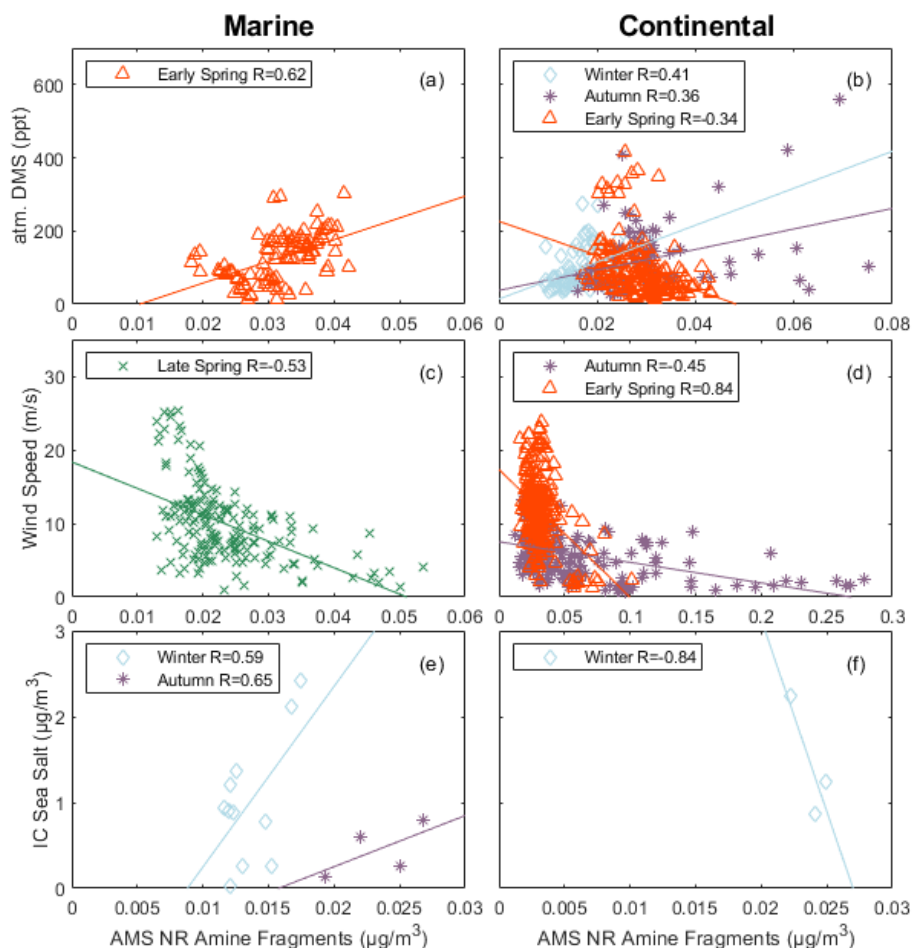 Marine
Continental
Early Spring R=0.62
(a)
Winter R=0.41
Autumn R=0.36
Early Spring R=-0.34
(b)
atm. DMS (ppt)
600
400
200
0
0 0.01 0.02 0.03 0.04 0.05 0.06
0 0.02 0.04 0.06 0.08
Late Spring R=-0.53
(c)
Autumn R=-0.45
Early Spring R=0.84
(d)
Wind Speed (m/s)
30
20
10
0
0 0.01 0.02 0.03 0.04 0.05 0.06
0 0.05 0.1 0.15 0.2 0.25 0.3
Winter R=0.59
Autumn R=0.65
(e)
Winter R=-0.84
(f)
IC Sea Salt (μg/m³)
3
2
1
0
0 0.005 0.01 0.015 0.02 0.025 0.03
0 0.005 0.01 0.015 0.02 0.025 0.03
AMS NR Amine Fragments (μg/m³)
AMS NR Amine Fragments (μg/m³)